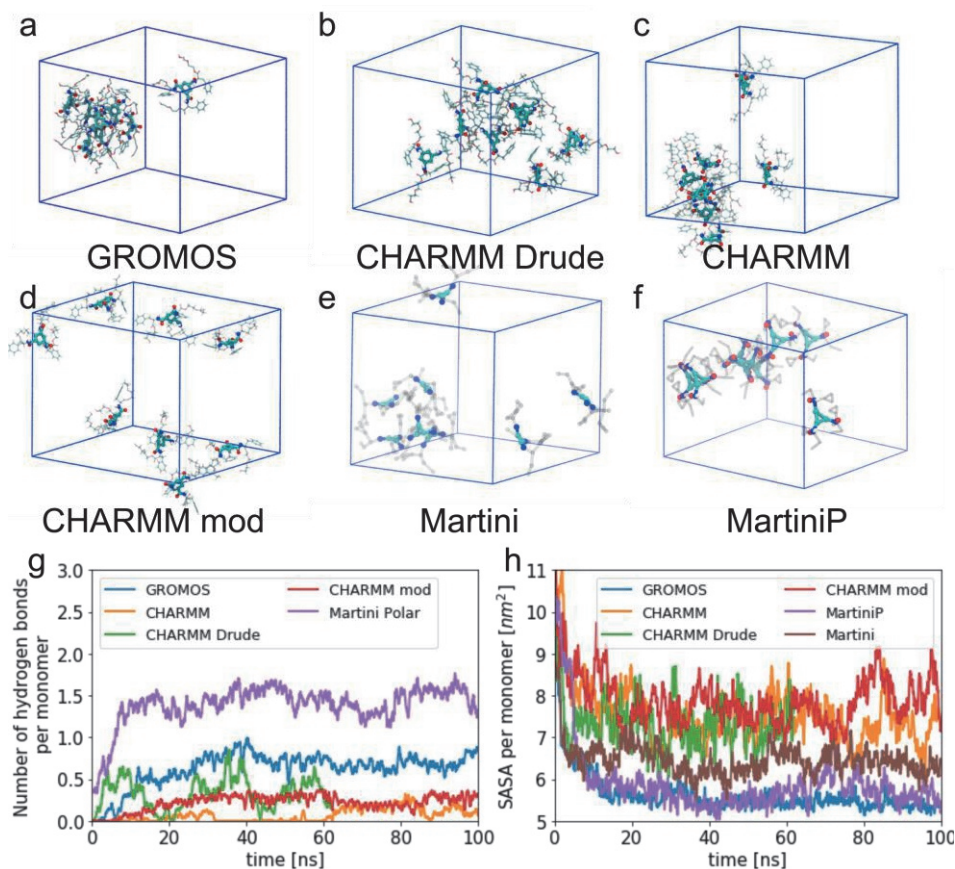 a
b
c
GROMOS
CHARMM Drude
CHARMM
d
e
f
CHARMM mod
Martini
MartiniP
g
Number of hydrogen bonds
per monomer
3.0
2.5
2.0
1.5
1.0
0.5
0.0
GROMOS
CHARMM
CHARMM Drude
CHARMM mod
Martini Polar
0 20 40 60 80 100
time [ns]
h
SASA per monomer [nm²]
11
10
9
8
7
6
5
GROMOS
CHARMM
CHARMM Drude
CHARMM mod
MartiniP
Martini
0 20 40 60 80 100
time [ns]